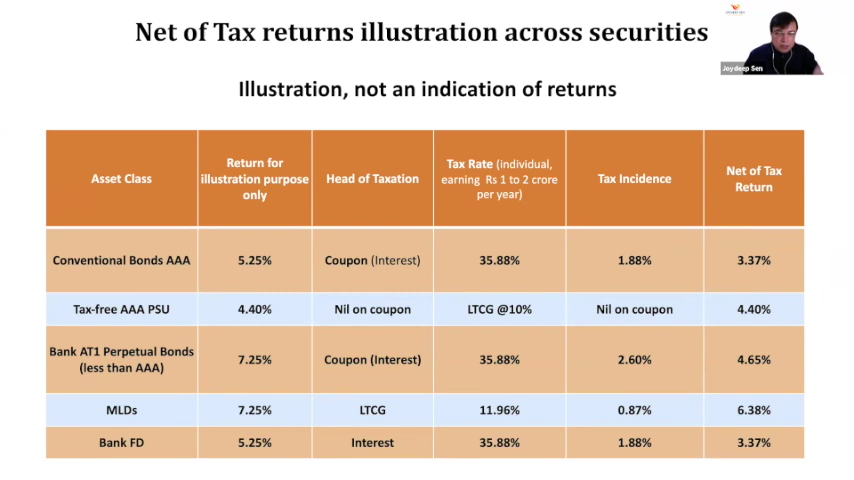 Net of Tax returns illustration across securities
Joydeep Sen
Illustration, not an indication of returns
Asset Class
Return for
illustration purpose
only
Head of Taxation
Tax Rate (individual,
earning Rs 1 to 2 crore
per year)
Tax Incidence
Net of Tax
Return
Conventional Bonds AAA
5.25%
Coupon (Interest)
35.88%
1.88%
3.37%
Tax-free AAA PSU
4.40%
Nil on coupon
LTCG @10%
Nil on coupon
4.40%
Bank AT1 Perpetual Bonds
(less than AAA)
7.25%
Coupon (Interest)
35.88%
2.60%
4.65%
MLDs
7.25%
LTCG
11.96%
0.87%
6.38%
Bank FD
5.25%
Interest
35.88%
1.88%
3.37%